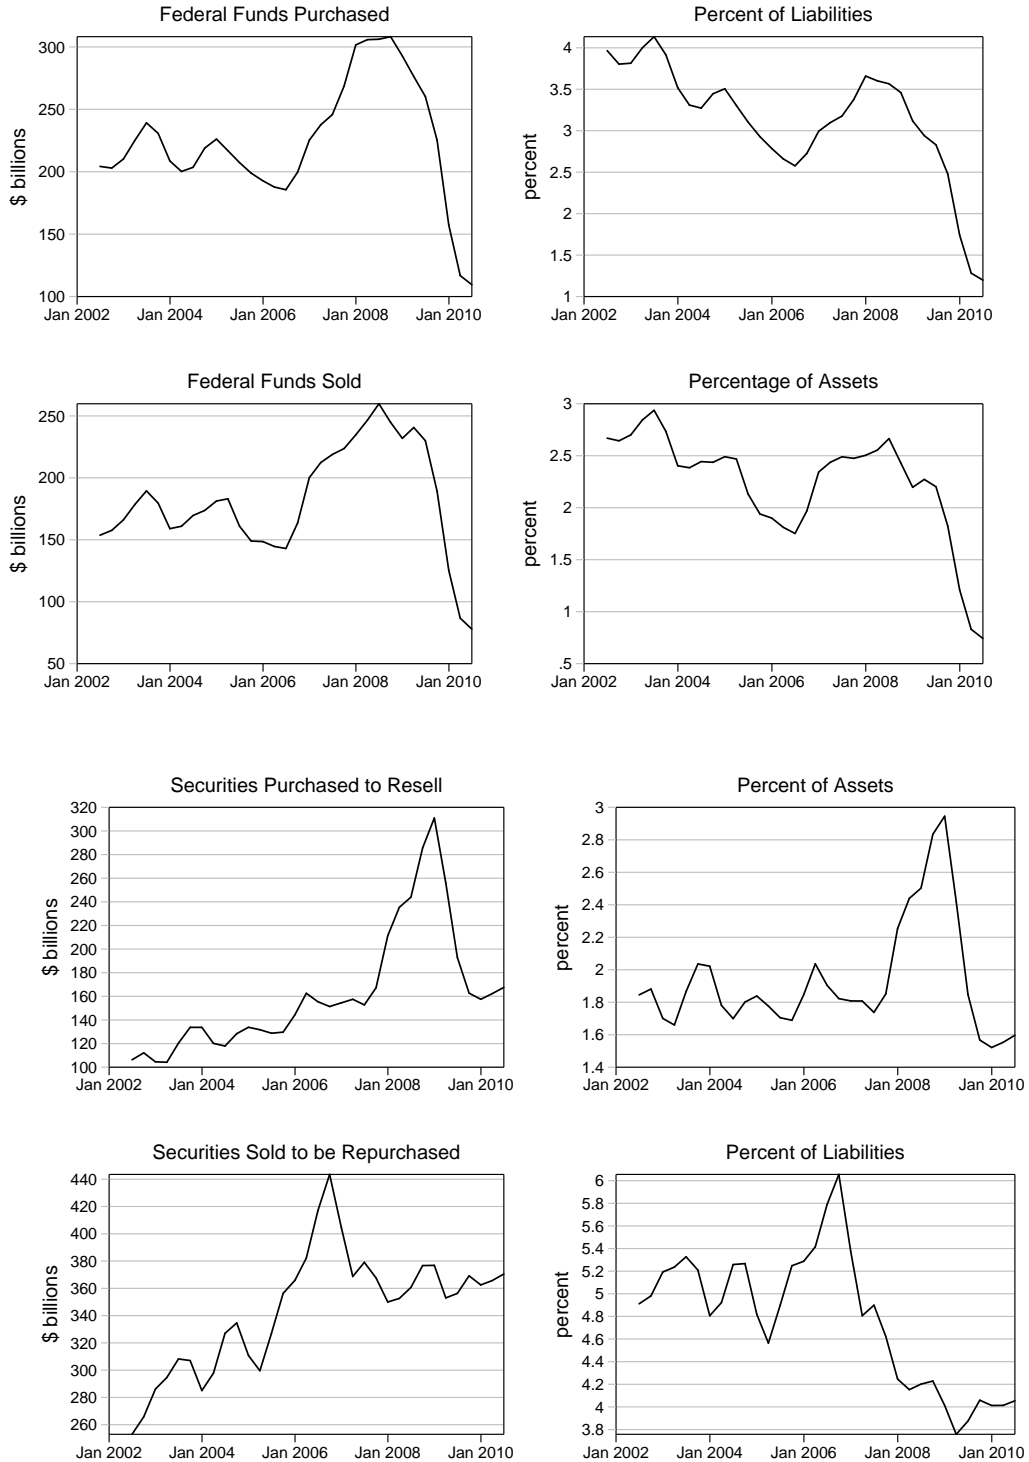 Federal Funds Purchased
$ billions
300
250
200
150
100
Jan 2002 Jan 2004 Jan 2006 Jan 2008 Jan 2010
Percent of Liabilities
percent
4
3.5
3
2.5
2
1.5
1
Jan 2002 Jan 2004 Jan 2006 Jan 2008 Jan 2010
Federal Funds Sold
$ billions
250
200
150
100
50
Jan 2002 Jan 2004 Jan 2006 Jan 2008 Jan 2010
Percentage of Assets
percent
3
2.5
2
1.5
1
.5
Jan 2002 Jan 2004 Jan 2006 Jan 2008 Jan 2010
Securities Purchased to Resell
$ billions
320
300
280
260
240
220
200
180
160
140
120
100
Jan 2002 Jan 2004 Jan 2006 Jan 2008 Jan 2010
Percent of Assets
percent
3
2.8
2.6
2.4
2.2
2
1.8
1.6
1.4
Jan 2002 Jan 2004 Jan 2006 Jan 2008 Jan 2010
Securities Sold to be Repurchased
$ billions
440
420
400
380
360
340
320
300
280
260
Jan 2002 Jan 2004 Jan 2006 Jan 2008 Jan 2010
Percent of Liabilities
percent
6
5.8
5.6
5.4
5.2
5
4.8
4.6
4.4
4.2
4
3.8
Jan 2002 Jan 2004 Jan 2006 Jan 2008 Jan 2010